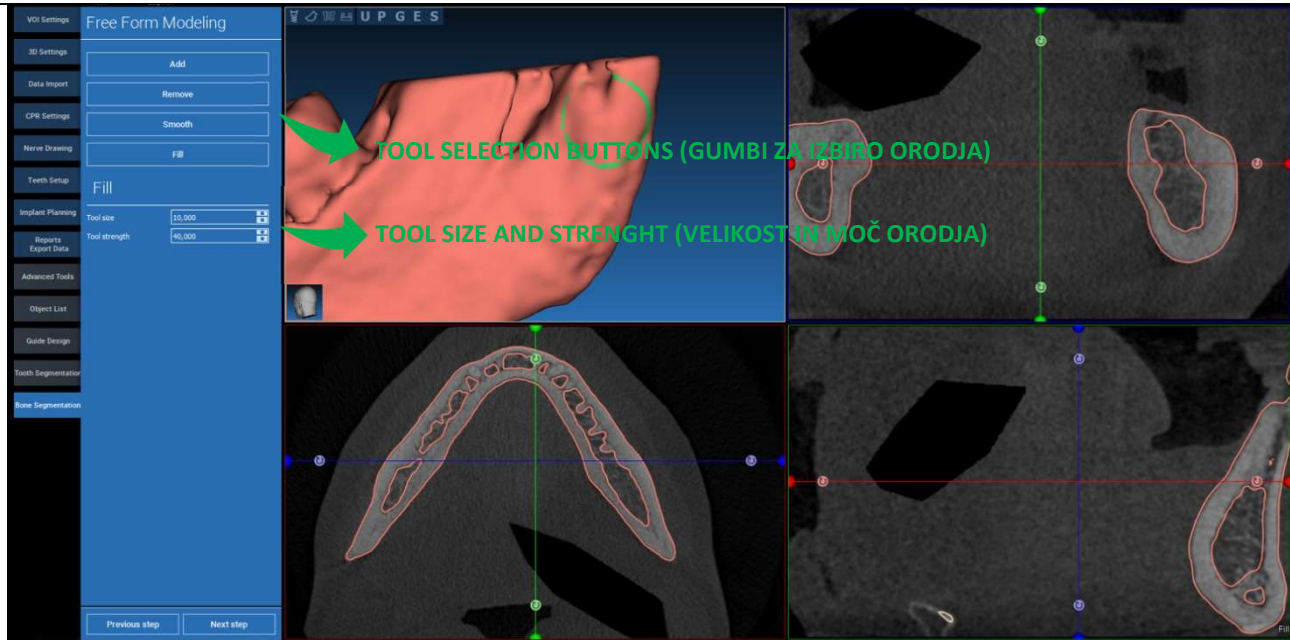 VOI Settings
3D Settings
Data Import
CPR Settings
Nerve Drawing
Teeth Setup
Implant Planning
Reports
Export Data
Advanced Tools
Object List
Guide Design
Tooth Segmentation
Bone Segmentation
Free Form Modeling
Add
Remove
Smooth
Fill
Fill
Tool size
10,000
Tool strength
40,000
Previous step
Next step
U P G E S
TOOL SELECTION BUTTONS (GUMBI ZA IZBIRO ORODJA)
TOOL SIZE AND STRENGHT (VELIKOST IN MOČ ORODJA)
Fill